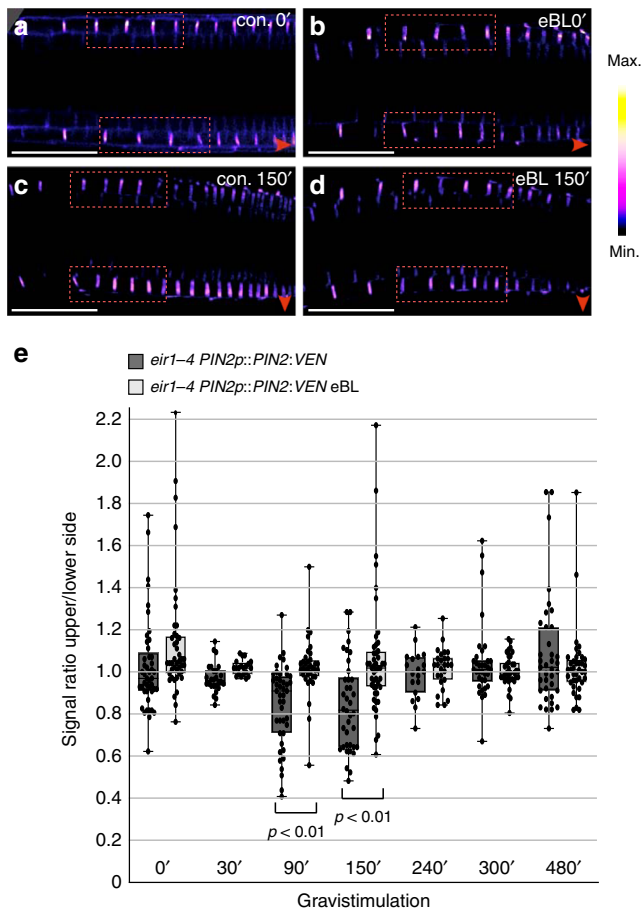 a con. 0′
b eBL0′
c con. 150′
d eBL 150′
Max.
Min.
e
eir1–4 PIN2p::PIN2:VEN
eir1–4 PIN2p::PIN2:VEN eBL
Signal ratio upper/lower side
2.2
2.0
1.8
1.6
1.4
1.2
1.0
0.8
0.6
0.4
0.2
0
p < 0.01
p < 0.01
0′ 30′ 90′ 150′ 240′ 300′ 480′
Gravistimulation